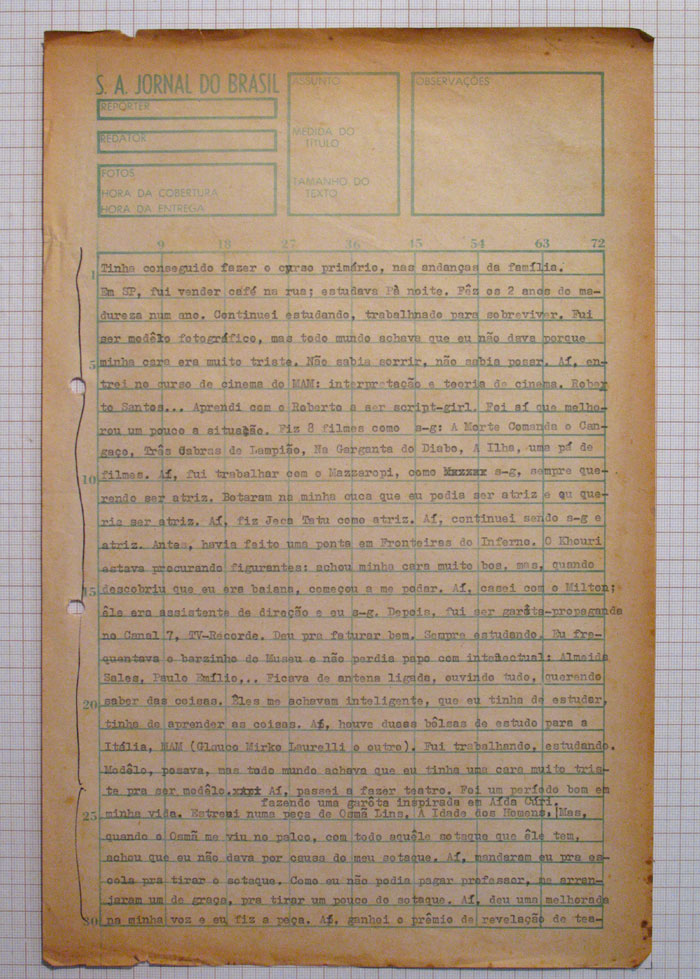 S. A. JORNAL DO BRASIL
REPÓRTER
REDATOR
FOTOS
HORA DA COBERTURA
HORA DA ENTREGA
ASSUNTO
MEDIDA DO
TÍTULO
TAMANHO DO
TEXTO
OBSERVAÇÕES
9 18 27 36 45 54 63 72
1 Tinha conseguido fazer o curso primário, nas andanças da família.
Em SP, fui vender café na rua; estudava Pà noite. Fêz os 2 anos de ma-
dureza num ano. Continuei estudando, trabalhnado para sobreviver. Fui
ser modêlo fotográfico, mas todo mundo achava que eu não dava porque
5 minha cara era muito triste. Não sabia sorrir, não sabia posar. Aí, en-
trei no curso de cinema do MAM: interpretação e teoria de cinema. Rober
to Santos... Aprendi com o Roberto a ser script-girl. Foi aí que melho-
rou um pouco a situação. Fiz 8 filmes como s-g: A Morte Comanda o Can-
gaço, Três Cabras de Lampião, Na Garganta do Diabo, A Ilha, uma pá de
10 filmes. Aí, fui trabalhar com o Mazzaropi, como s-g, sempre que-
rendo ser atriz. Botaram na minha cuca que eu podia ser atriz e eu que-
ria ser atriz. Aí, fiz Jeca Tatu como atriz. Aí, continuei sendo s-g e
atriz. Antes, havia feito uma ponta em Fronteiras do Inferno. O Khouri
estava procurando figurantes: achou minha cara muito boa, mas, quando
15 descobriu que eu era baiana, começou a me podar. Aí, casei com o Milton;
êle era assistente de direção e eu s-g. Depois, fui ser garôta-propaganda
no Canal 7, TV-Recorde. Deu pra faturar bem. Sempre estudando. Eu fre-
quentava o barzinho do Museu e não perdia papo com intelectual: Almeida
Sales, Paulo Emílio,.. Ficava de antena ligada, ouvindo tudo, querendo
20 saber das coisas. Êles me achavam inteligente, que eu tinha de estudar,
tinha de aprender as coisas. Aí, houve duas bôlsas de estudo para a
Itália, MAM (Glauco Mirko Laurelli e outro). Fui trabalhando, estudando.
Modêlo, posava, mas todo mundo achava que eu tinha uma cara muito tris-
te pra ser modêlo. Aí, passei a fazer teatro. Foi um período bom em
fazendo uma garôta inspirada em Aída Cúri.
25 minha vida. Estreei numa peça de Osmã Lins, A Idade dos Homens. Mas,
quando o Osmã me viu no palco, com todo aquêle sotaque que êle tem,
achou que eu não dava por causa do meu sotaque. Aí, mandaram eu pra es-
cola pra tirar o sotaque. Como eu não podia pagar professor, me arran-
jaram um de graça, pra tirar um pouco do sotaque. Aí, deu uma melhorada
30 na minha voz e eu fiz a peça. Aí, ganhei o prêmio de revelação de tea-